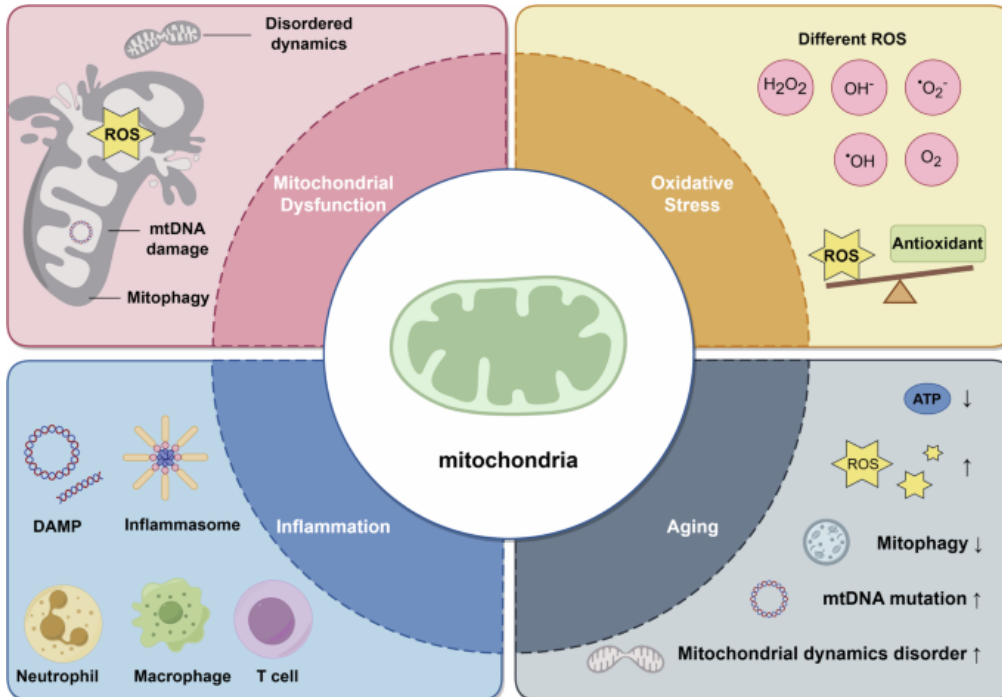 Disordered
dynamics
ROS
mtDNA
damage
Mitophagy
Mitochondrial
Dysfunction
Different ROS
H₂O₂
OH⁻
•O₂⁻
•OH
O₂
ROS
Antioxidant
Oxidative
Stress
mitochondria
DAMP
Inflammasome
Neutrophil
Macrophage
T cell
Inflammation
Aging
ATP ↓
ROS ↑
Mitophagy ↓
mtDNA mutation ↑
Mitochondrial dynamics disorder ↑